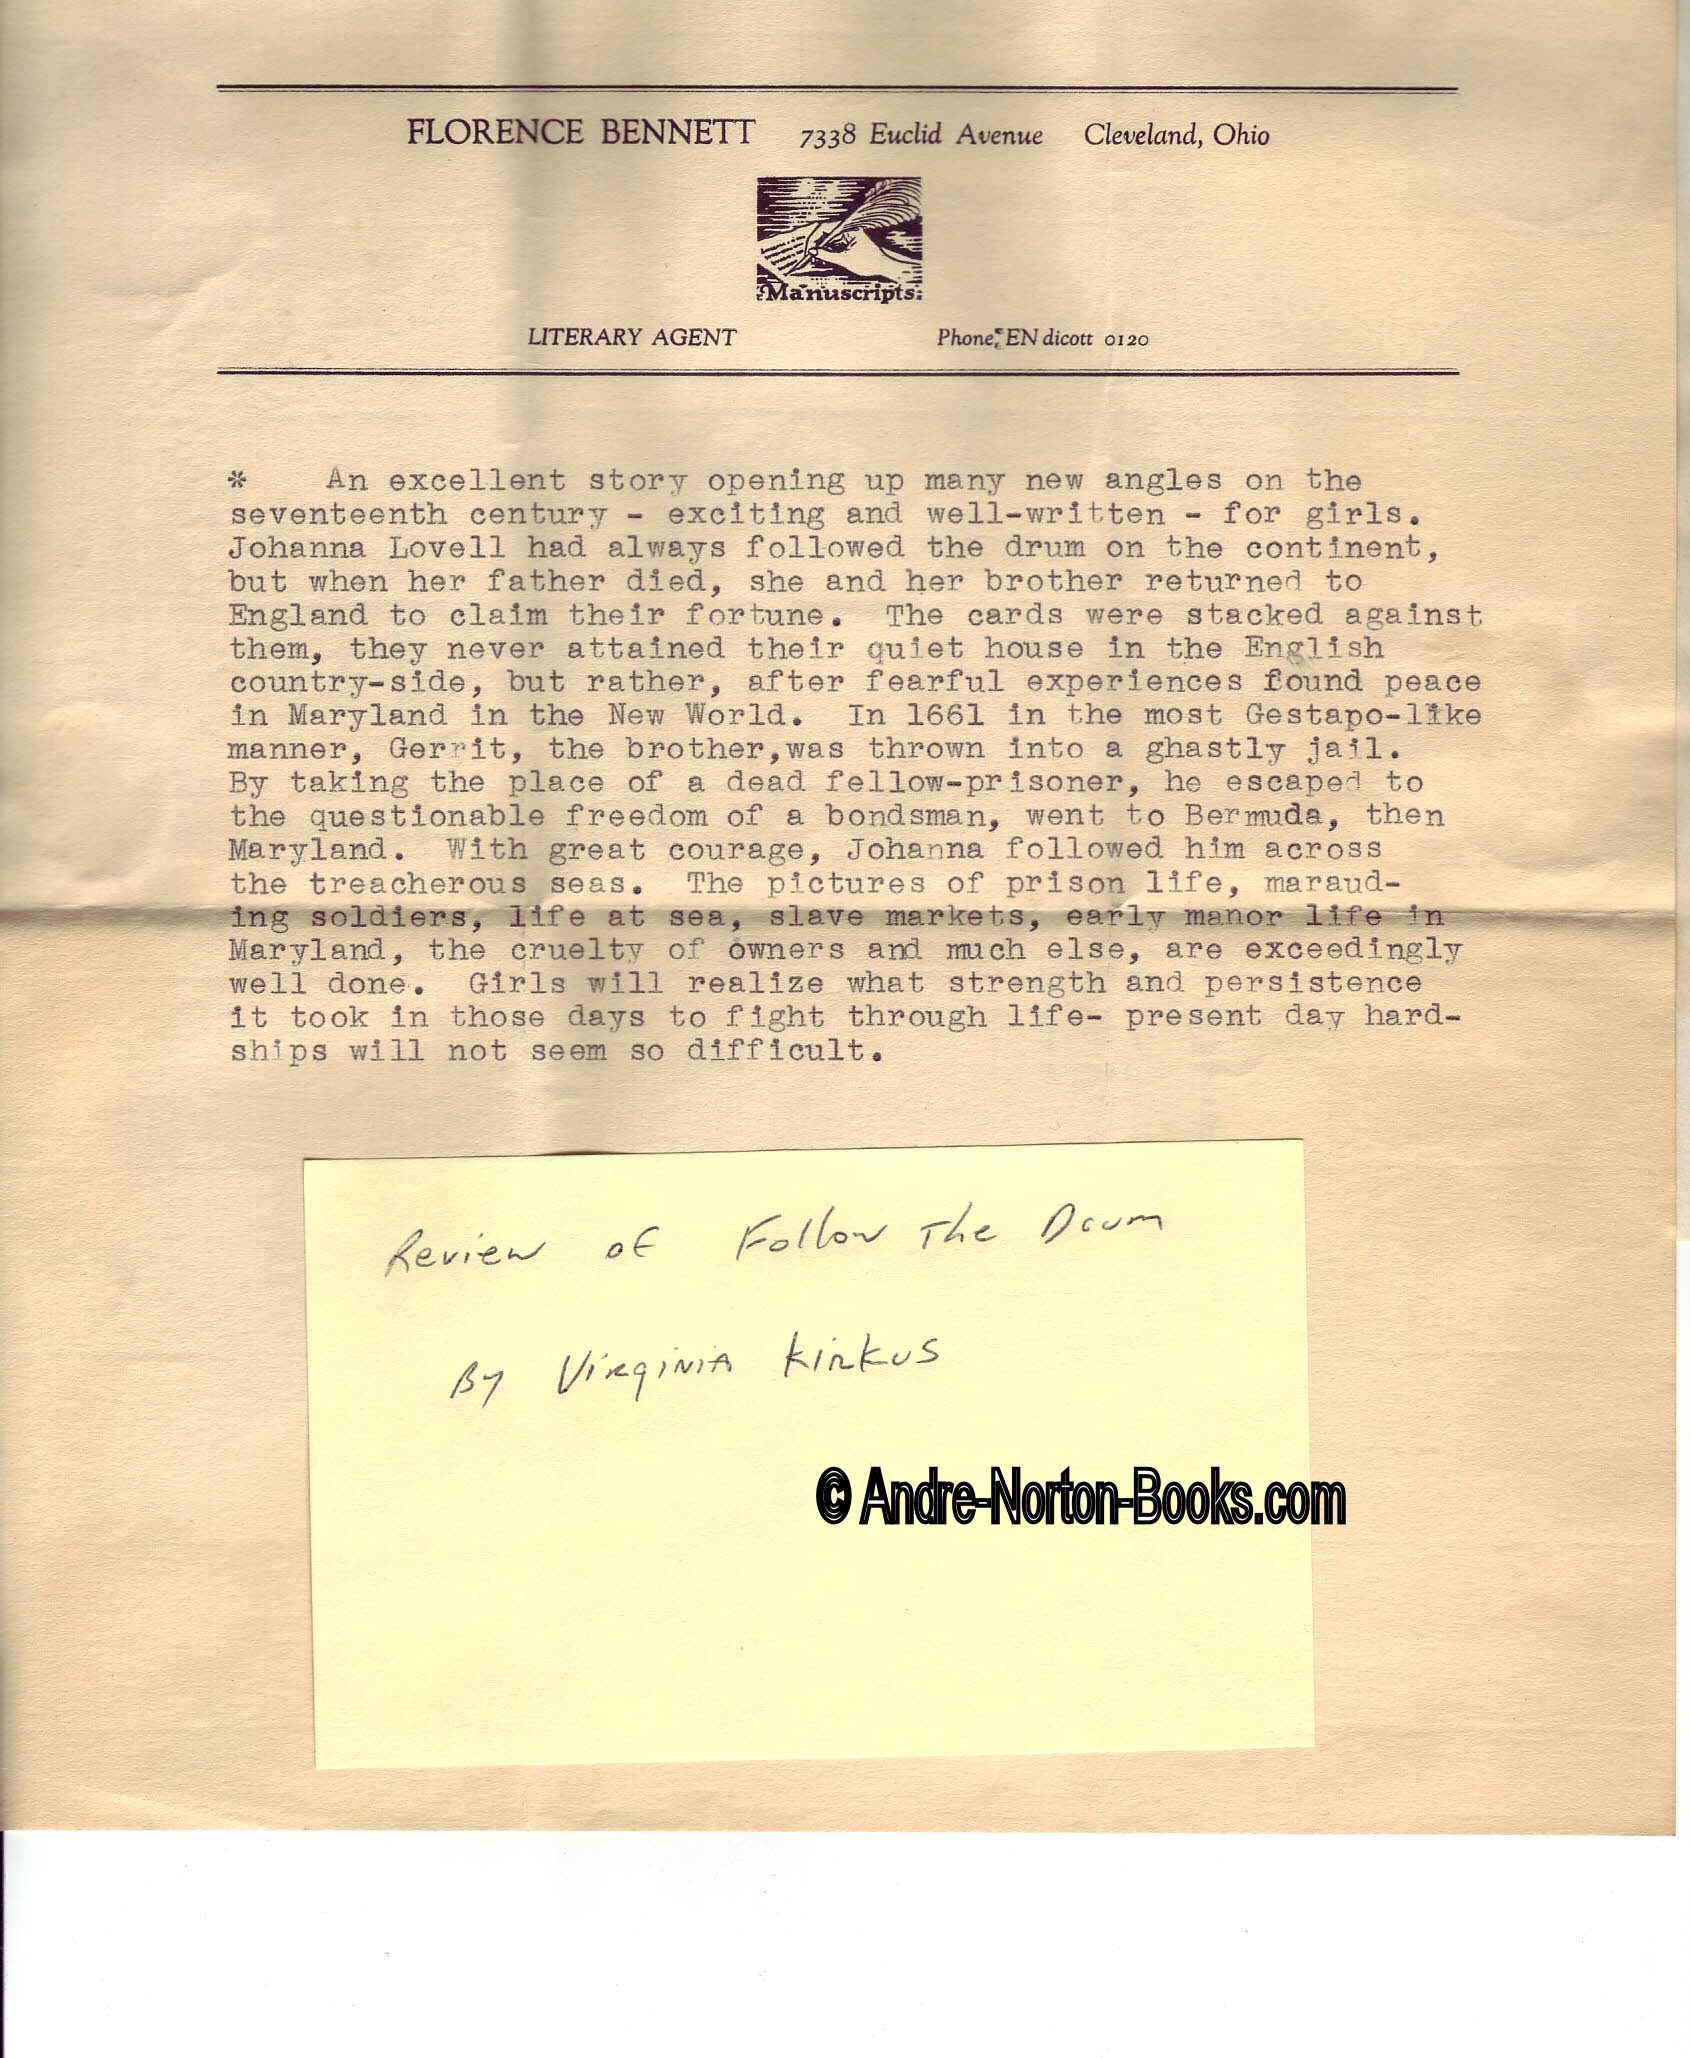 FLORENCE BENNETT 7338 Euclid Avenue Cleveland, Ohio
Manuscripts
LITERARY AGENT Phone: ENdicott 0120
* An excellent story opening up many new angles on the
seventeenth century - exciting and well-written - for girls.
Johanna Lovell had always followed the drum on the continent,
but when her father died, she and her brother returned to
England to claim their fortune. The cards were stacked against
them, they never attained their quiet house in the English
country-side, but rather, after fearful experiences found peace
in Maryland in the New World. In 1661 in the most Gestapo-like
manner, Gerrit, the brother,was thrown into a ghastly jail.
By taking the place of a dead fellow-prisoner, he escaped to
the questionable freedom of a bondsman, went to Bermuda, then
Maryland. With great courage, Johanna followed him across
the treacherous seas. The pictures of prison life, maraud-
ing soldiers, life at sea, slave markets, early manor life in
Maryland, the cruelty of owners and much else, are exceedingly
well done. Girls will realize what strength and persistence
it took in those days to fight through life- present day hard-
ships will not seem so difficult.
Review of Follow The Drum
By Virginia Kirkus
© Andre-Norton-Books.com